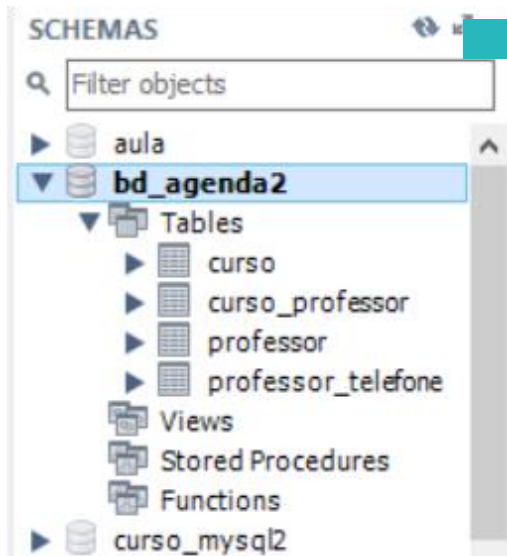 SCHEMAS
Filter objects
aula
bd_agenda2
Tables
curso
curso_professor
professor
professor_telefone
Views
Stored Procedures
Functions
curso_mysql2